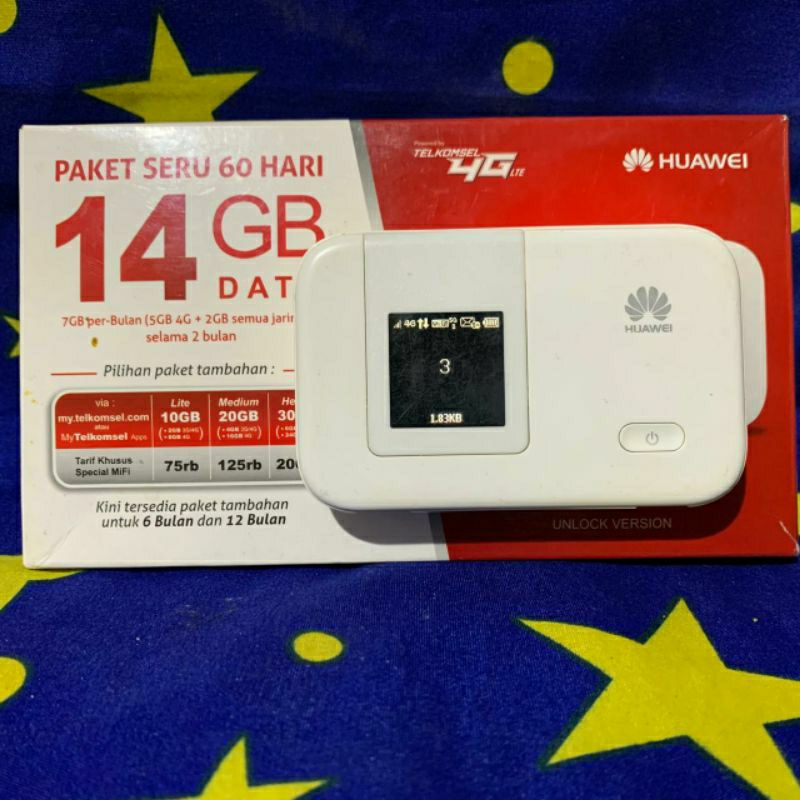 PAKET SERU 60 HARI
14 GB
DAT
7GB per-Bulan (5GB 4G + 2GB semua
selama 2 bulan
Pilihan paket tambahan :
via :
my.telkomsel.com
atau
MyTelkomsel Apps
Lite
10GB
Medium
20GB
Tarif Khusus
Special MiFi
75rb
125rb
Kini tersedia paket tambahan
untuk 6 Bulan dan 12 Bulan
Powered by
TELKOMSEL
4G LTE
HUAWEI
4G
3
1.83KB
HUAWEI
UNLOCK VERSION